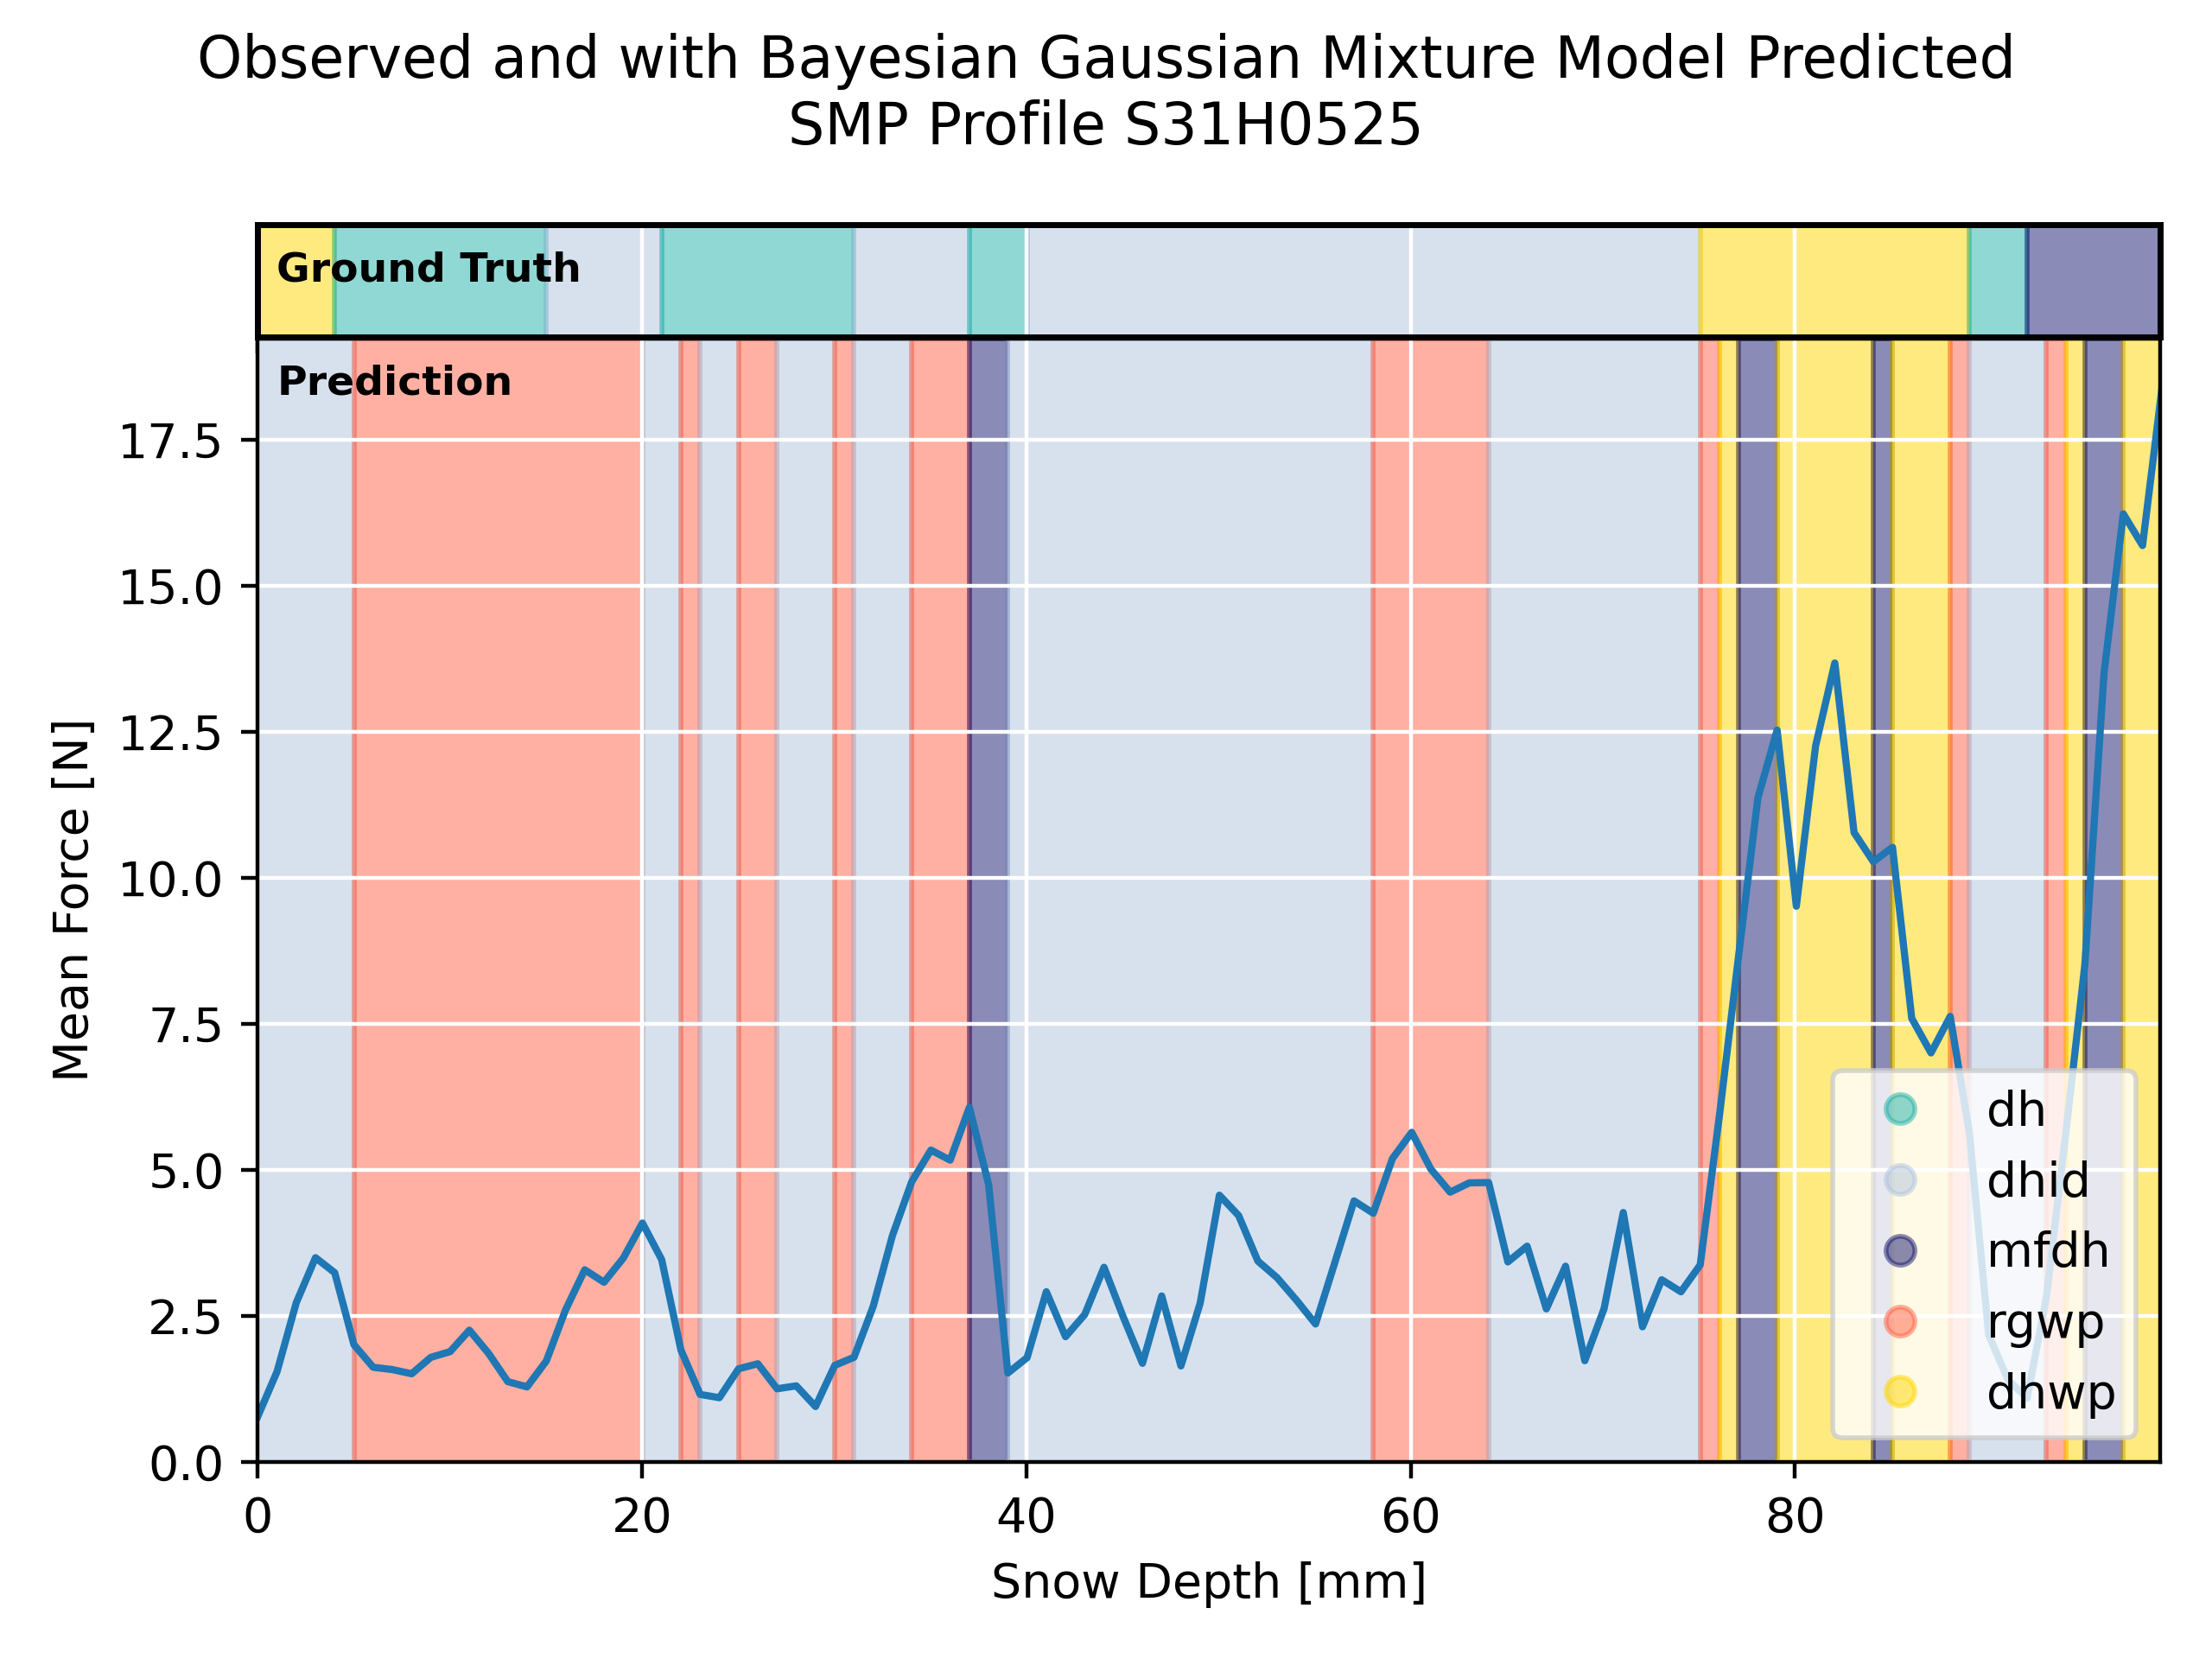 Observed and with Bayesian Gaussian Mixture Model Predicted
SMP Profile S31H0525
Ground Truth
Prediction
17.5
15.0
12.5
10.0
7.5
5.0
2.5
0.0
Mean Force [N]
0 20 40 60 80
Snow Depth [mm]
dh
dhid
mfdh
rgwp
dhwp